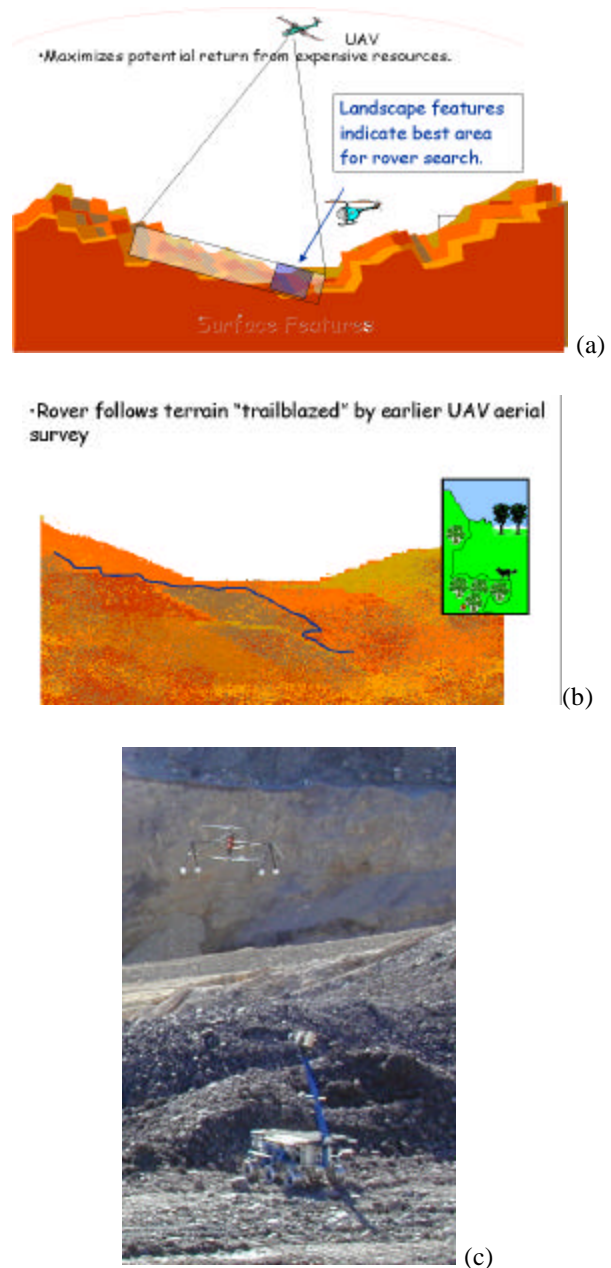 UAV
•Maximizes potential return from expensive resources.
Landscape features
indicate best area
for rover search.
Surface Features
(a)
•Rover follows terrain "trailblazed" by earlier UAV aerial
survey
(b)
(c)